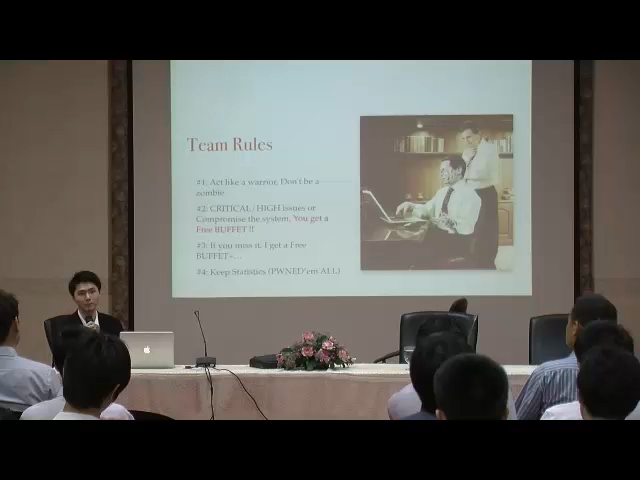 Team Rules
#1: Act like a warrior, Don't be a
zombie
#2: CRITICAL|HIGH issues or
Compromise the system, You get a
Free BUFFET !!
#3: If you miss it, I get a Free
BUFFET+...
#4: Keep Statistics (PWNED'em ALL)